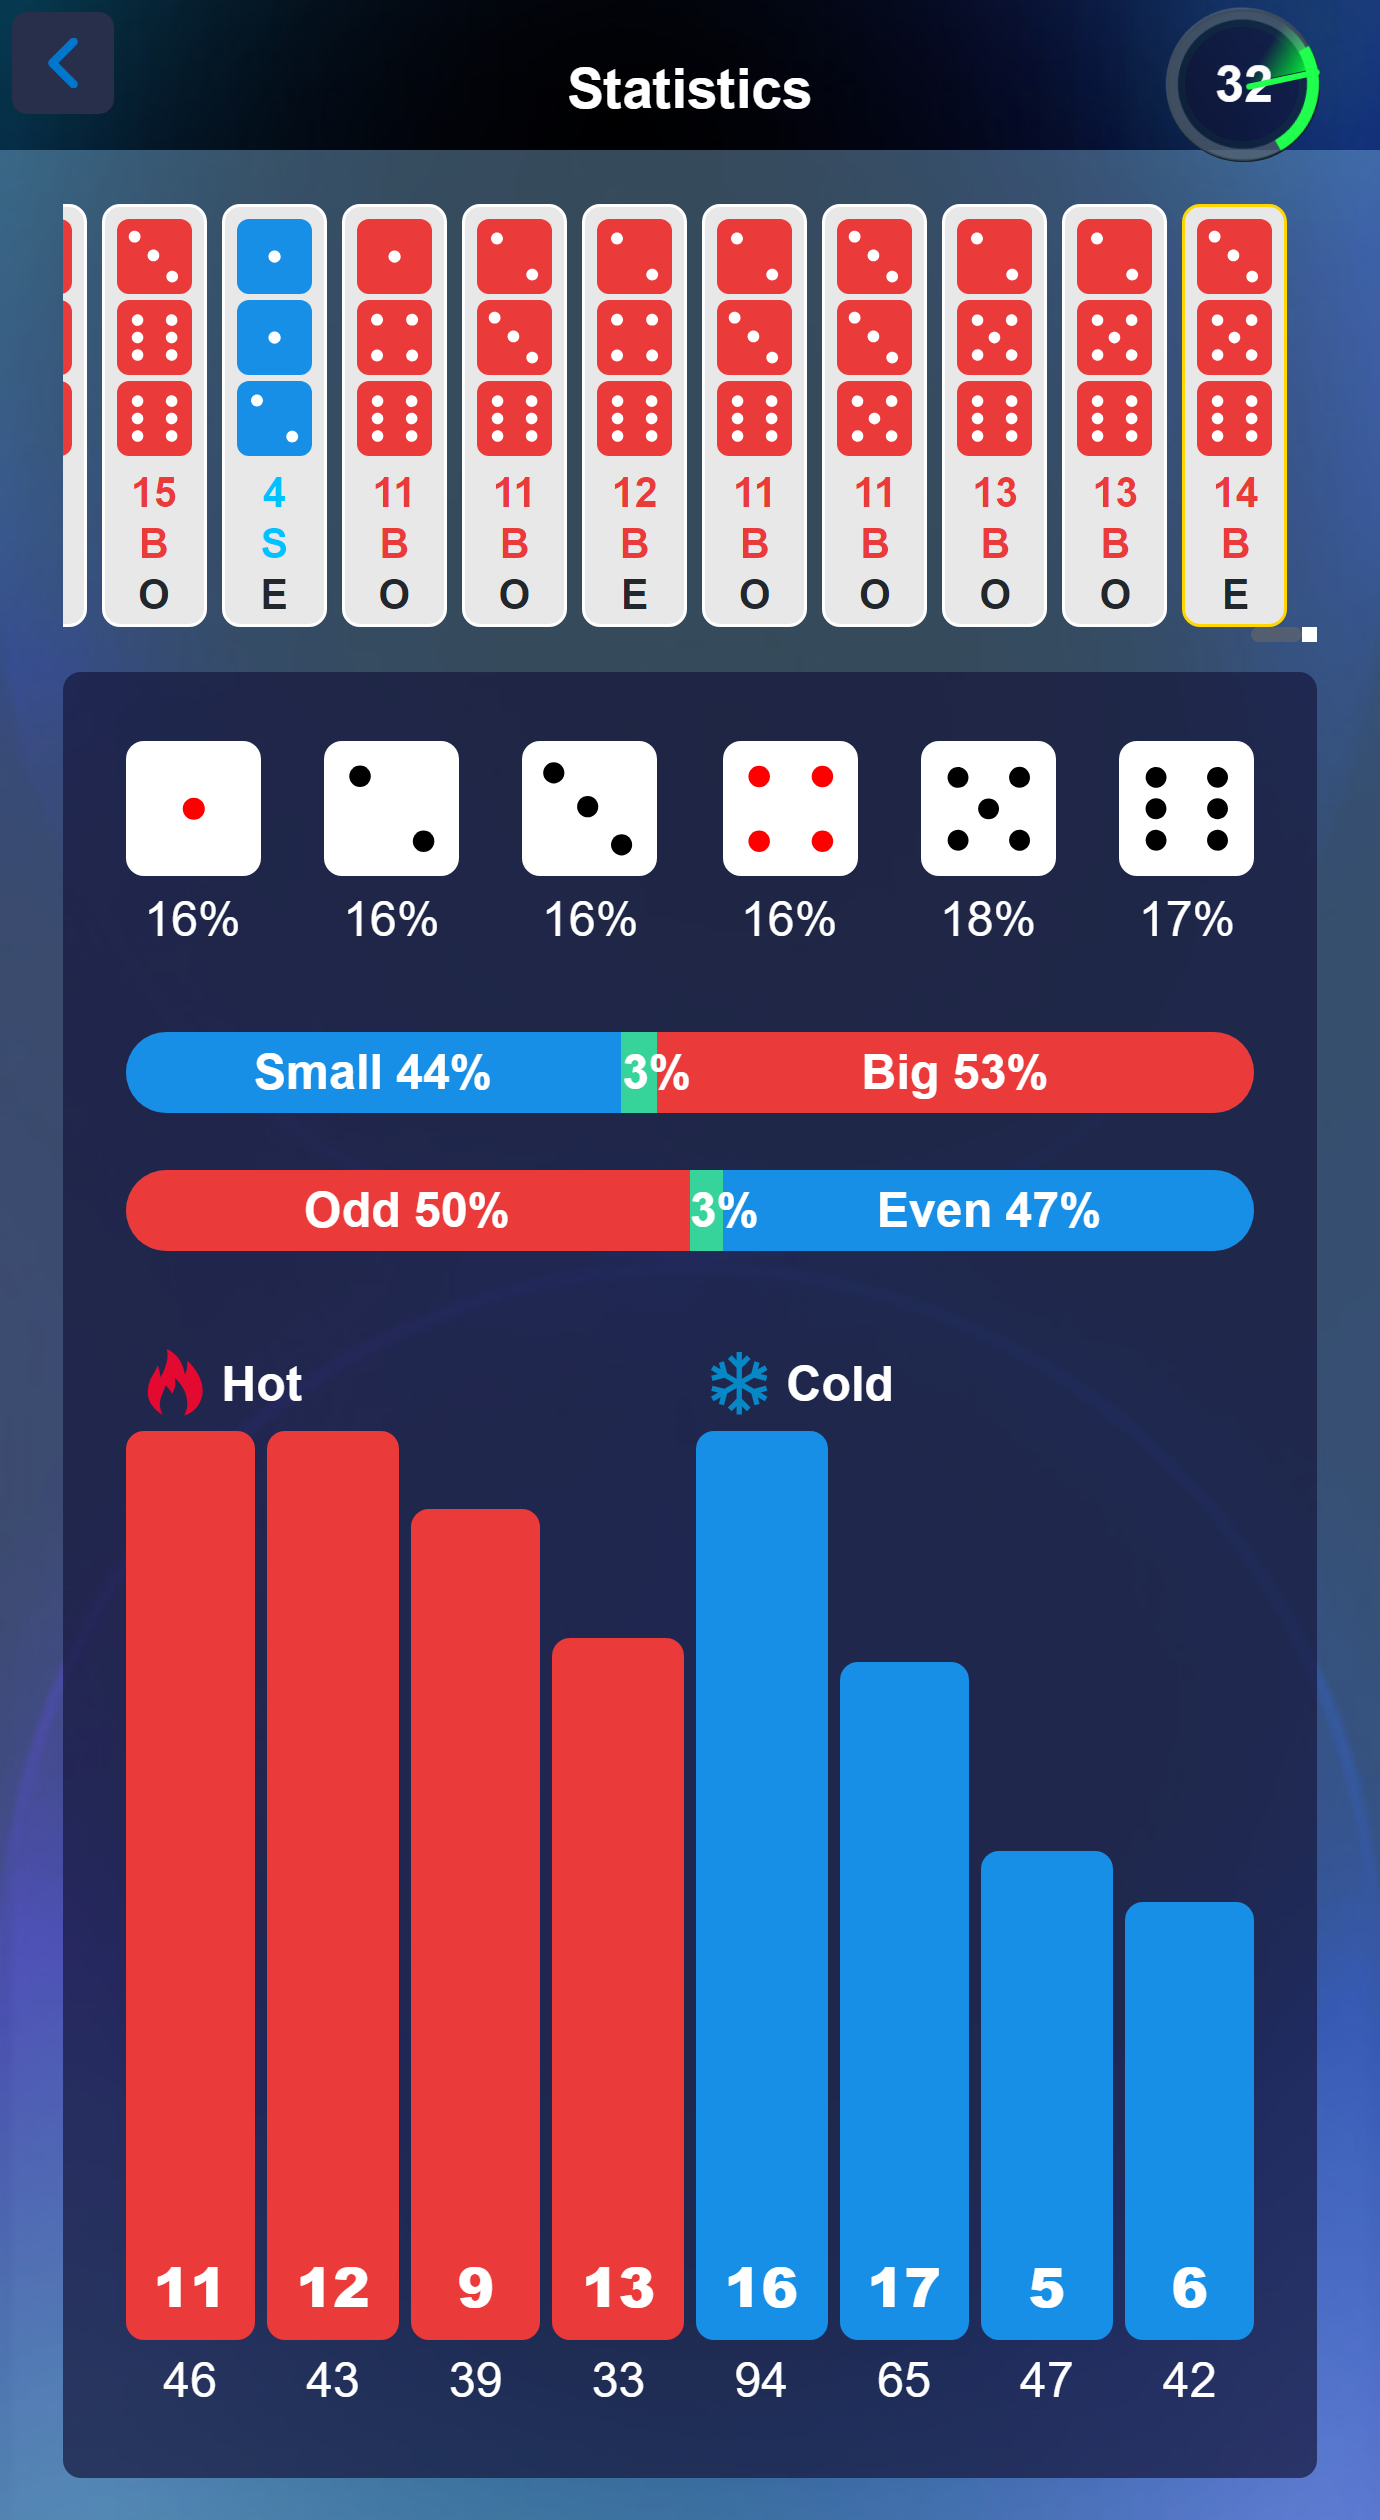 Statistics
32
15 4 11 11 12 11 11 13 13 14
B S B B B B B B B B
O E O O E O O O O E
16% 16% 16% 16% 18% 17%
Small 44% 3% Big 53%
Odd 50% 3% Even 47%
Hot Cold
11 12 9 13 16 17 5 6
46 43 39 33 94 65 47 42